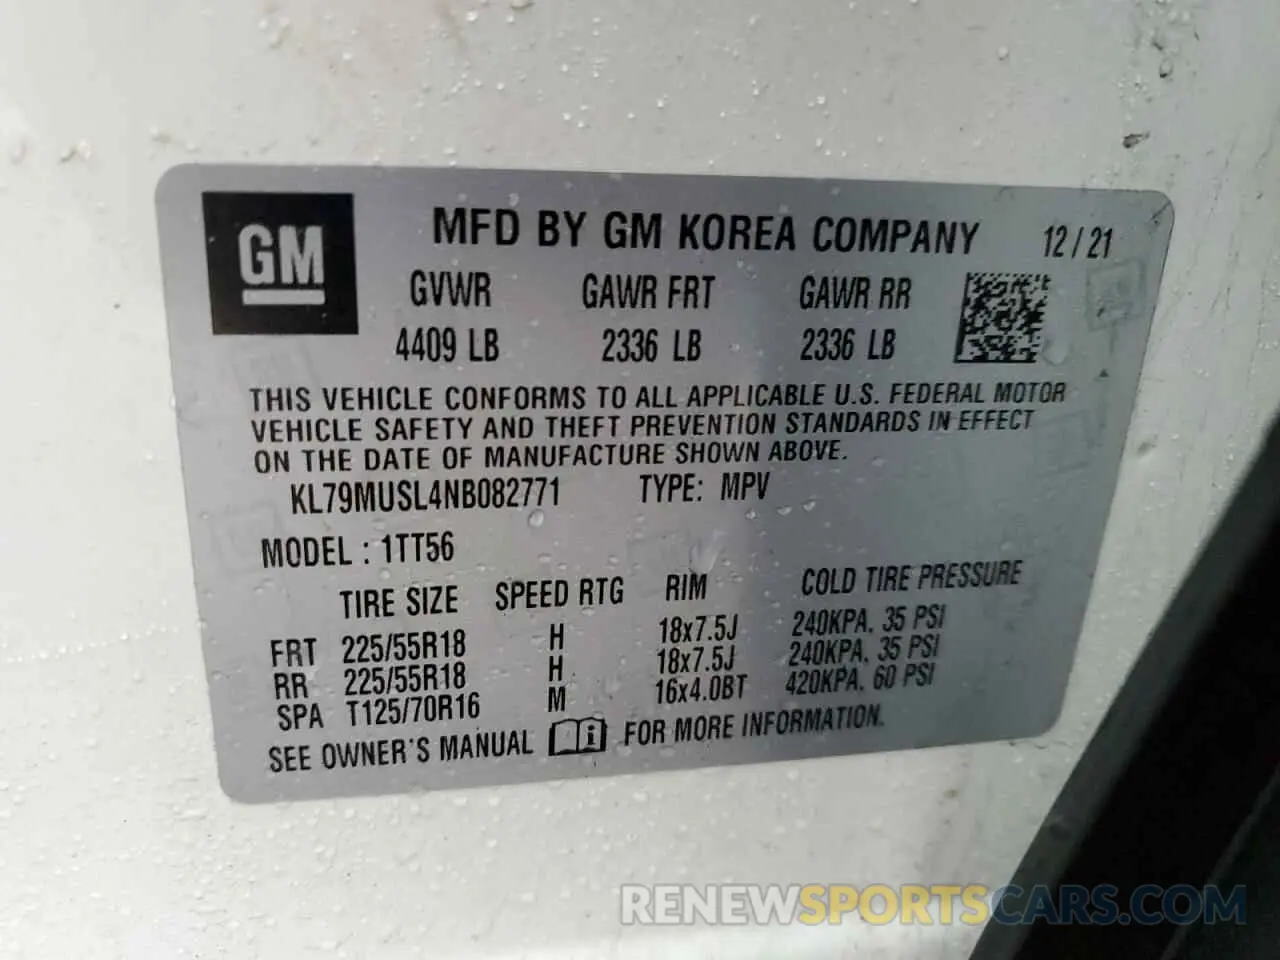 GM
MFD BY GM KOREA COMPANY 12/21
GVWR GAWR FRT GAWR RR
4409 LB 2336 LB 2336 LB
THIS VEHICLE CONFORMS TO ALL APPLICABLE U.S. FEDERAL MOTOR
VEHICLE SAFETY AND THEFT PREVENTION STANDARDS IN EFFECT
ON THE DATE OF MANUFACTURE SHOWN ABOVE.
KL79MUSL4NB082771 TYPE: MPV
MODEL : 1TT56
TIRE SIZE SPEED RTG RIM COLD TIRE PRESSURE
FRT 225/55R18 H 18x7.5J 240KPA. 35 PSI
RR 225/55R18 H 18x7.5J 240KPA. 35 PSI
SPA T125/70R16 M 16x4.0BT 420KPA. 60 PSI
SEE OWNER'S MANUAL i FOR MORE INFORMATION.
RENEWSPORTSCARS.COM